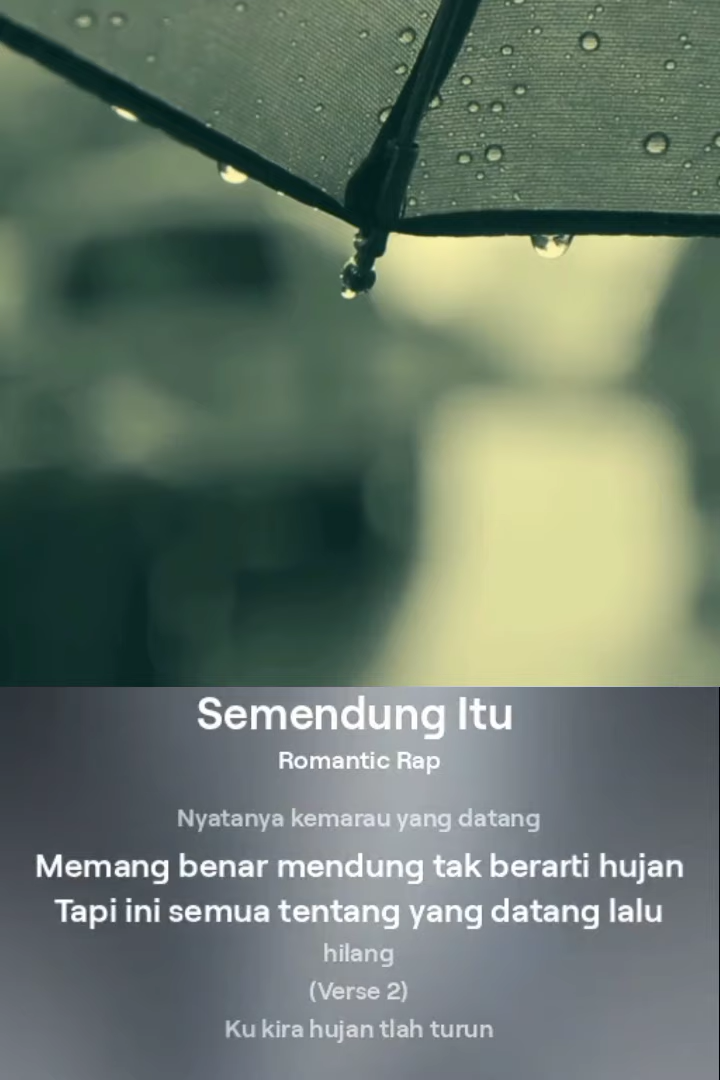 Semendung Itu
Romantic Rap
Nyatanya kemarau yang datang
Memang benar mendung tak berarti hujan
Tapi ini semua tentang yang datang lalu
hilang
(Verse 2)
Ku kira hujan tlah turun